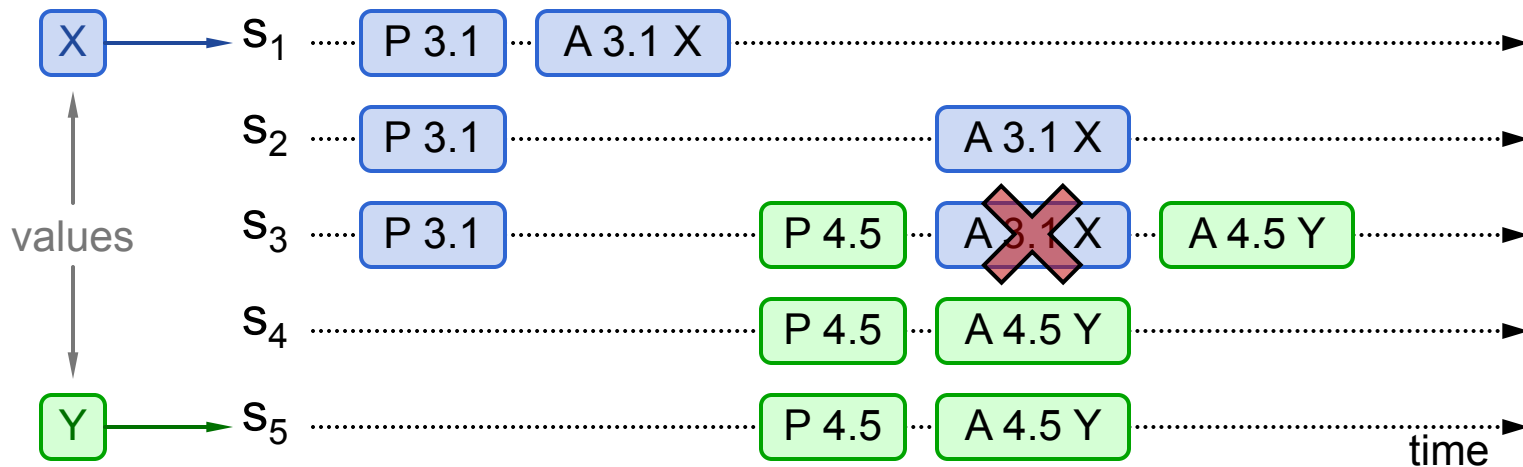 X s1 P 3.1 A 3.1 X
s2 P 3.1 A 3.1 X
values s3 P 3.1 P 4.5 A 3.1 X A 4.5 Y
s4 P 4.5 A 4.5 Y
Y s5 P 4.5 A 4.5 Y
time